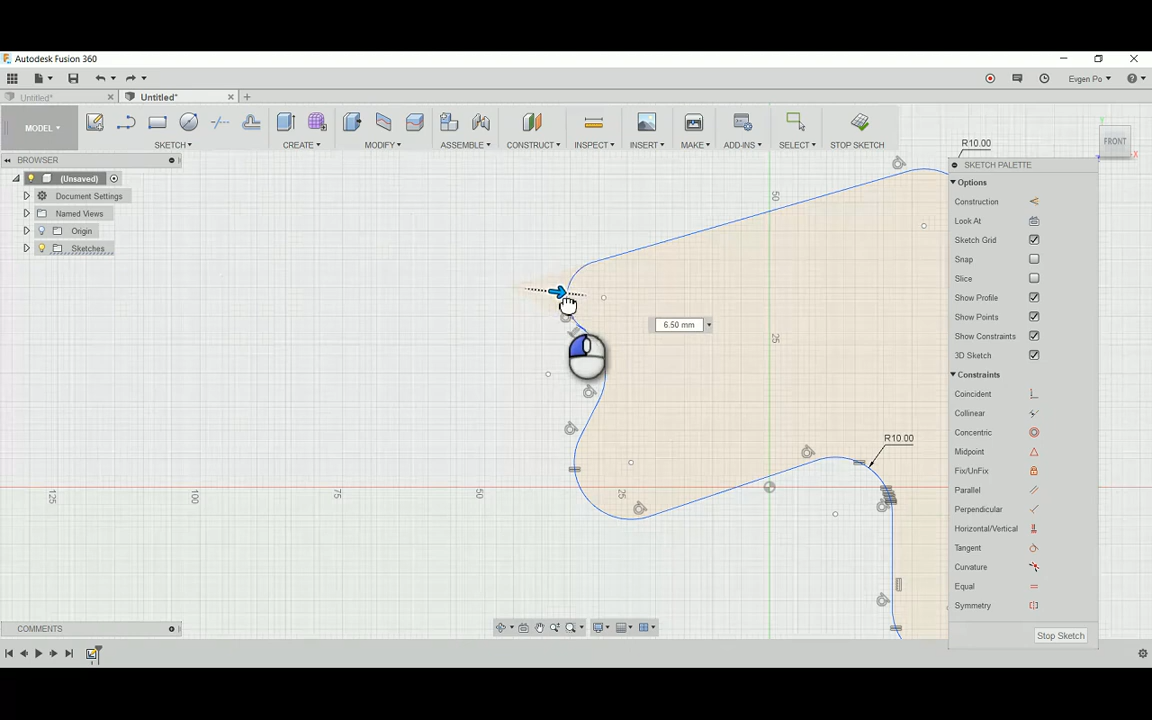 Autodesk Fusion 360
Evgen Po
Untitled*
Untitled*
MODEL
SKETCH
CREATE
MODIFY
ASSEMBLE
CONSTRUCT
INSPECT
INSERT
MAKE
ADD-INS
SELECT
STOP SKETCH
BROWSER
(Unsaved)
Document Settings
Named Views
Origin
Sketches
R10.00
FRONT
X
50
25
6.50 mm
R10.00
125
100
75
50
25
SKETCH PALETTE
Options
Construction
Look At
Sketch Grid
Snap
Slice
Show Profile
Show Points
Show Constraints
3D Sketch
Constraints
Coincident
Collinear
Concentric
Midpoint
Fix/UnFix
Parallel
Perpendicular
Horizontal/Vertical
Tangent
Curvature
Equal
Symmetry
Stop Sketch
COMMENTS